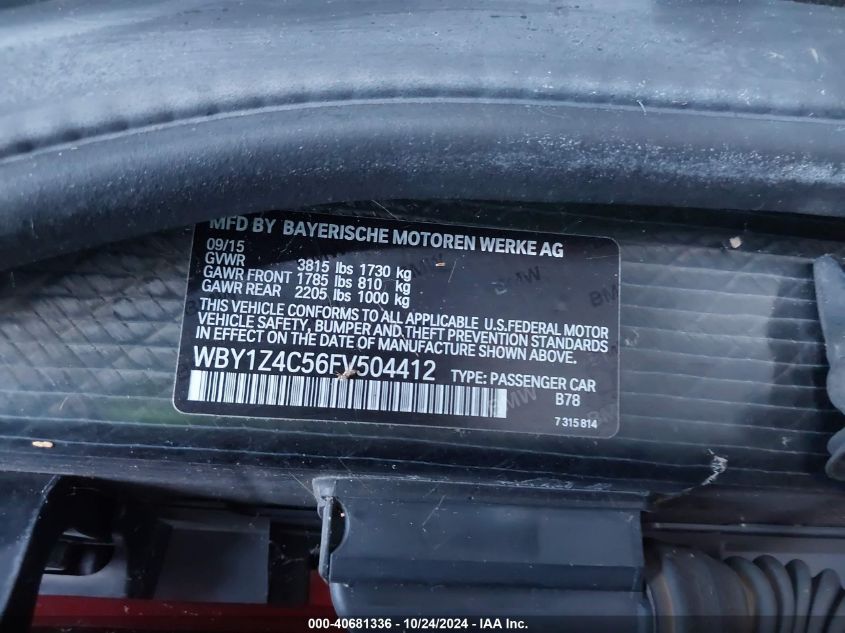 MFD BY BAYERISCHE MOTOREN WERKE AG
09/15
GVWR 3815 lbs 1730 kg
GAWR FRONT 1785 lbs 810 kg
GAWR REAR 2205 lbs 1000 kg
THIS VEHICLE CONFORMS TO ALL APPLICABLE U.S.FEDERAL MOTOR
VEHICLE SAFETY, BUMPER AND THEFT PREVENTION STANDARDS
IN EFFECT ON THE DATE OF MANUFACTURE SHOWN ABOVE.
WBY1Z4C56FV504412 TYPE: PASSENGER CAR
B78
7 315 814
000-40681336 - 10/24/2024 - IAA Inc.